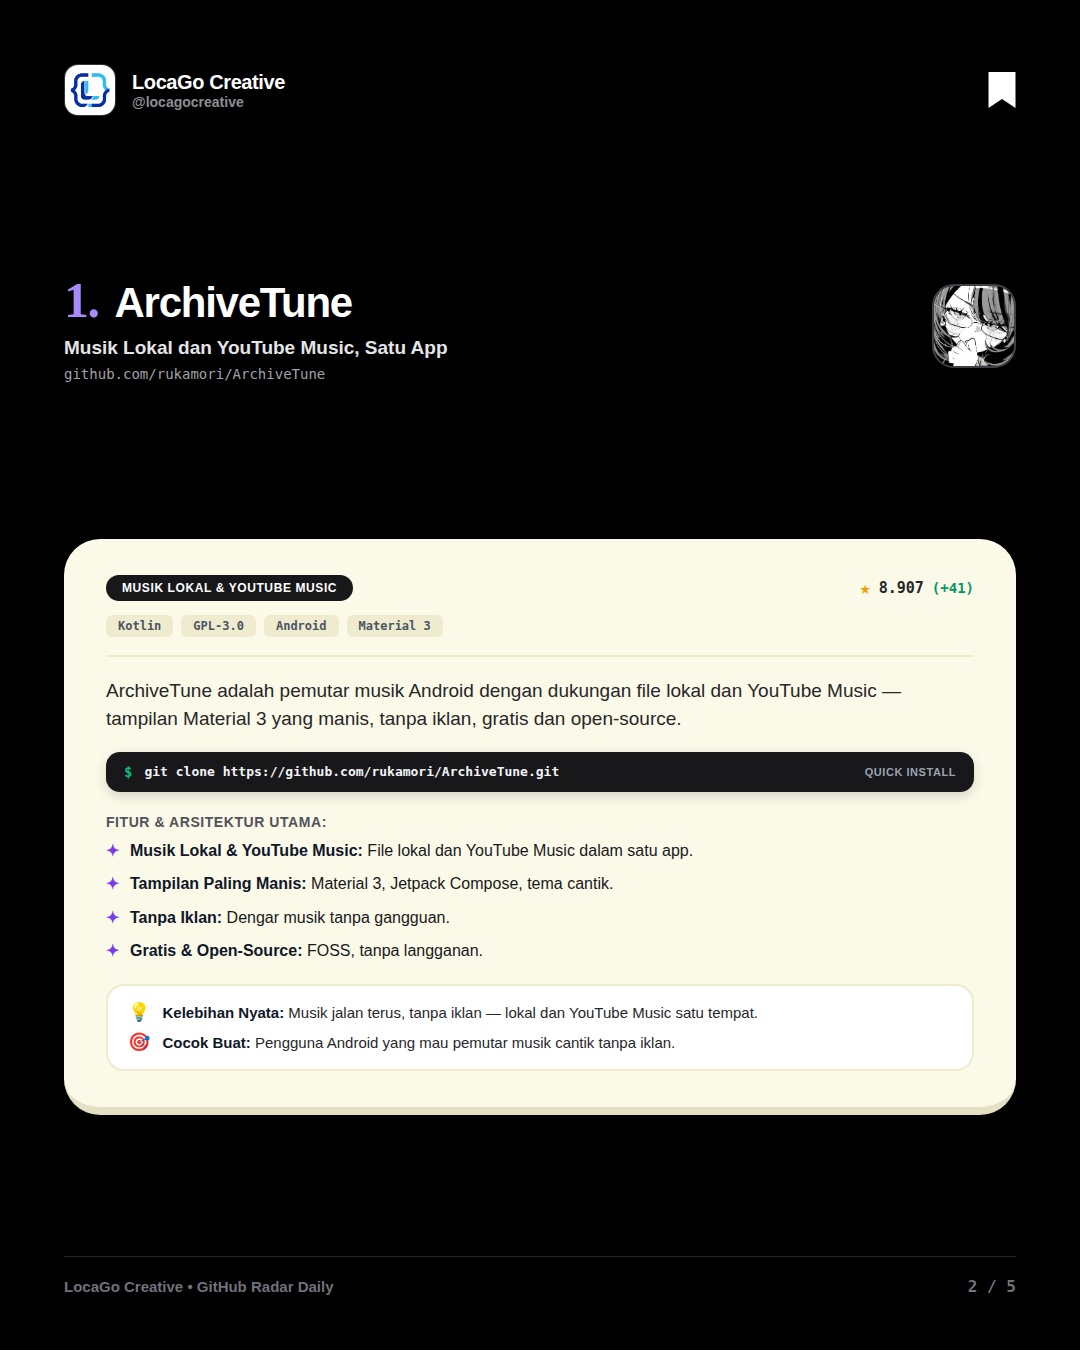 LocaGo Creative
@locagocreative
1. ArchiveTune
Musik Lokal dan YouTube Music, Satu App
github.com/rukamori/ArchiveTune
MUSIK LOKAL & YOUTUBE MUSIC
★ 8.907 (+41)
Kotlin GPL-3.0 Android Material 3
ArchiveTune adalah pemutar musik Android dengan dukungan file lokal dan YouTube Music —
tampilan Material 3 yang manis, tanpa iklan, gratis dan open-source.
$ git clone https://github.com/rukamori/ArchiveTune.git QUICK INSTALL
FITUR & ARSITEKTUR UTAMA:
✦ Musik Lokal & YouTube Music: File lokal dan YouTube Music dalam satu app.
✦ Tampilan Paling Manis: Material 3, Jetpack Compose, tema cantik.
✦ Tanpa Iklan: Dengar musik tanpa gangguan.
✦ Gratis & Open-Source: FOSS, tanpa langganan.
💡 Kelebihan Nyata: Musik jalan terus, tanpa iklan — lokal dan YouTube Music satu tempat.
🎯 Cocok Buat: Pengguna Android yang mau pemutar musik cantik tanpa iklan.
LocaGo Creative • GitHub Radar Daily
2 / 5